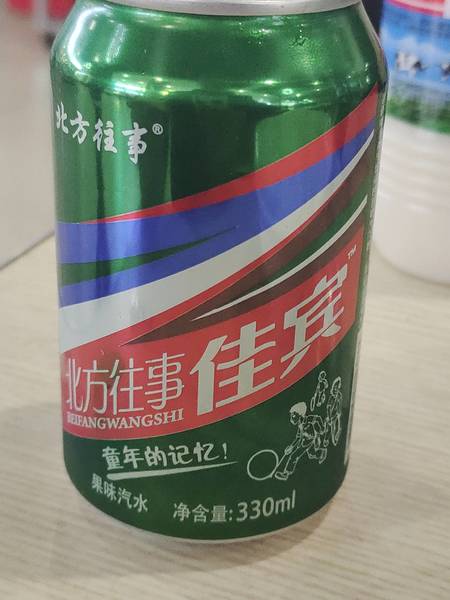 北方往事®
北方往事 佳宾™
BEIFANGWANGSHI
童年的记忆!
果味汽水 净含量:330ml